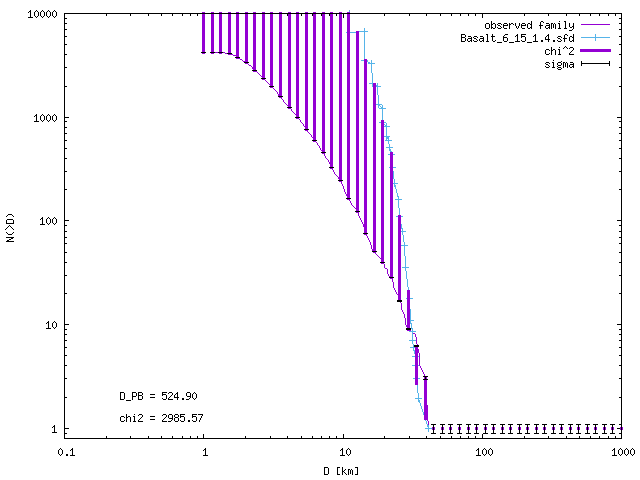 10000
observed family
Basalt_6_15_1.4.sfd
chi^2
sigma
1000
100
N(>D)
10
D_PB = 524.90
chi2 = 2985.57
1
0.1 1 10 100 1000
D [km]